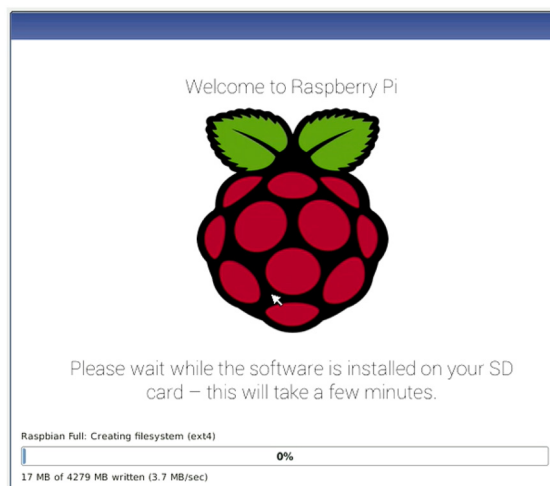 Welcome to Raspberry Pi
Please wait while the software is installed on your SD
card – this will take a few minutes.
Raspbian Full: Creating filesystem (ext4)
0%
17 MB of 4279 MB written (3.7 MB/sec)